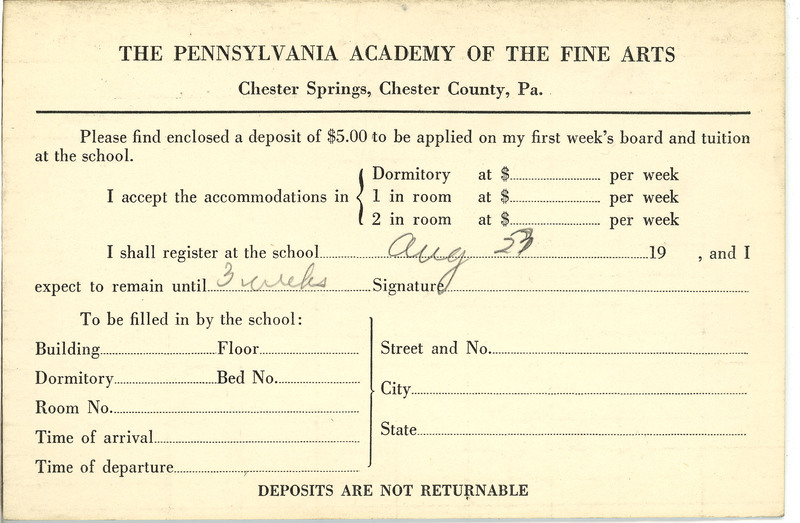 THE PENNSYLVANIA ACADEMY OF THE FINE ARTS
Chester Springs, Chester County, Pa.
Please find enclosed a deposit of $5.00 to be applied on my first week's board and tuition
at the school.
I accept the accommodations in { Dormitory at $.................. per week
1 in room at $.................. per week
2 in room at $.................. per week
I shall register at the school Aug 23 19 , and I
expect to remain until 3 weeks Signature
To be filled in by the school:
Building Floor
Dormitory Bed No.
Room No.
Time of arrival
Time of departure
Street and No.
City
State
DEPOSITS ARE NOT RETURNABLE